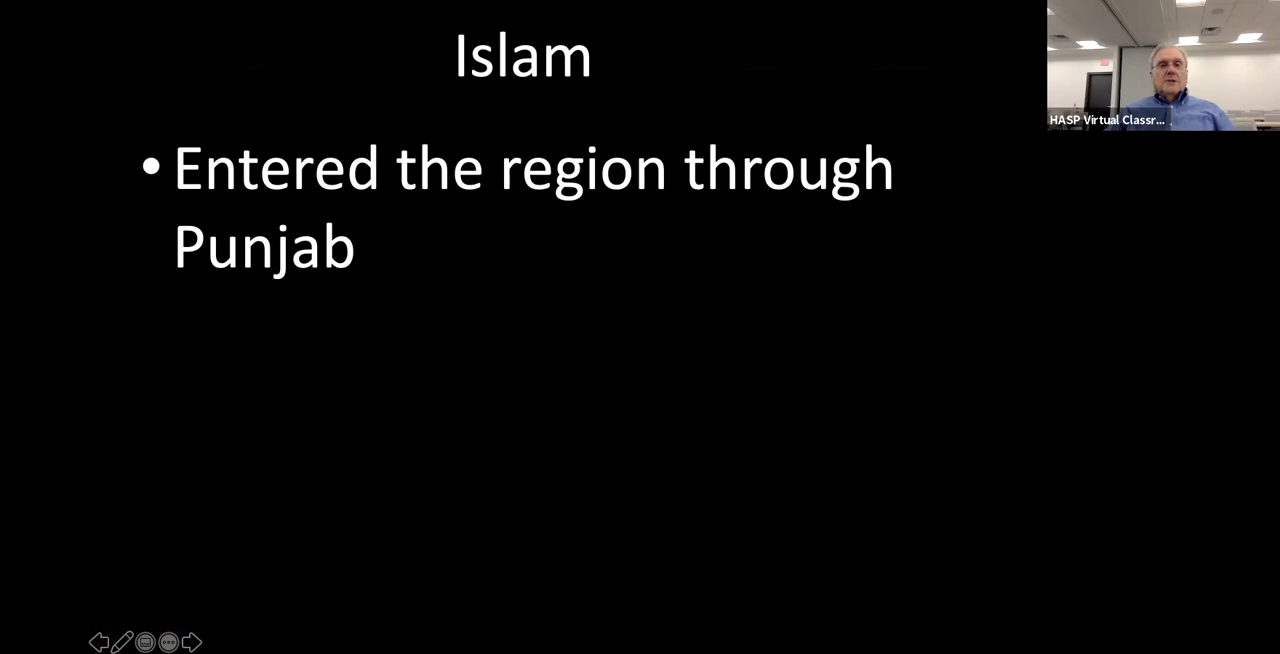 Islam
HASP Virtual Classr...
• Entered the region through
Punjab